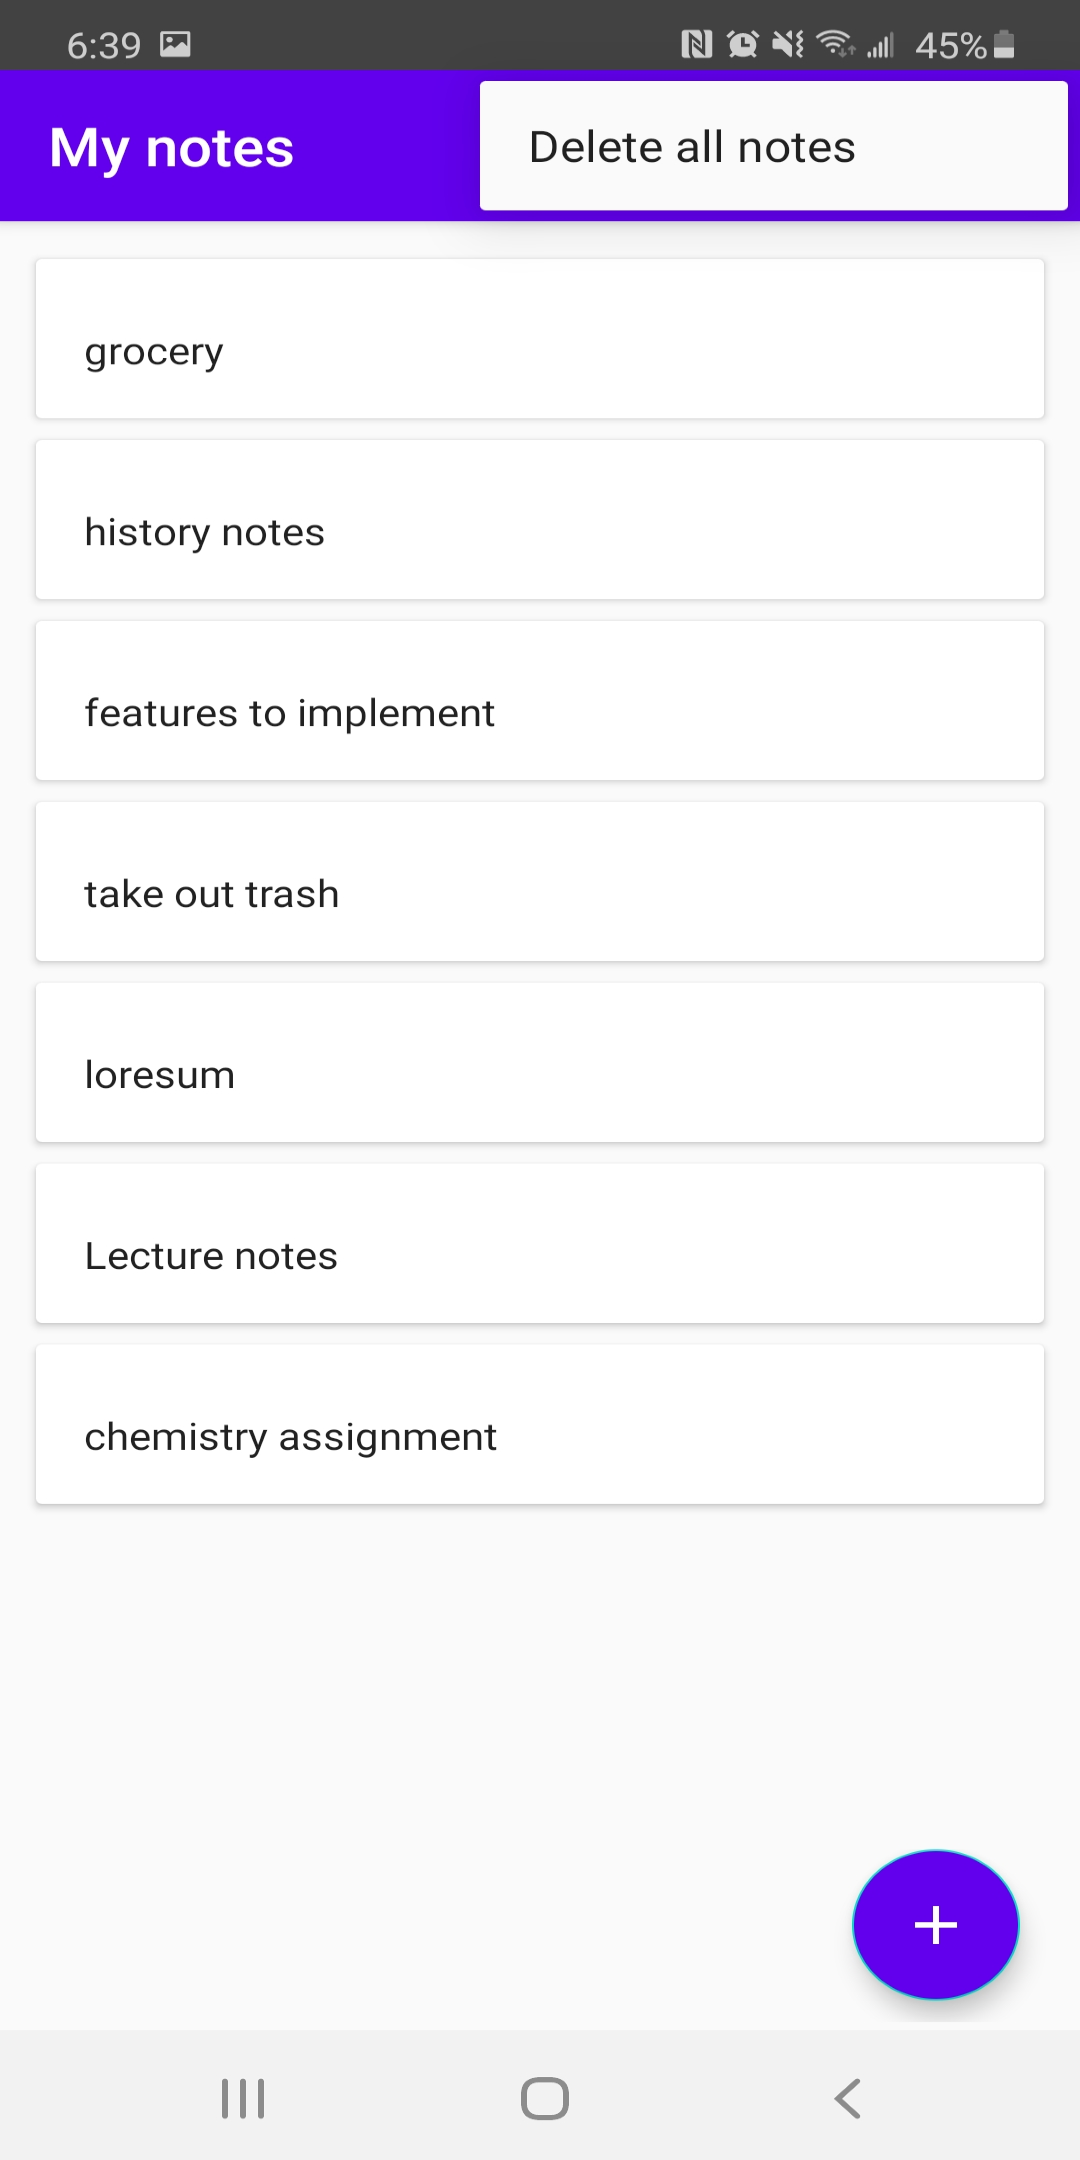 6:39 45%
My notes
Delete all notes
grocery
history notes
features to implement
take out trash
loresum
Lecture notes
chemistry assignment